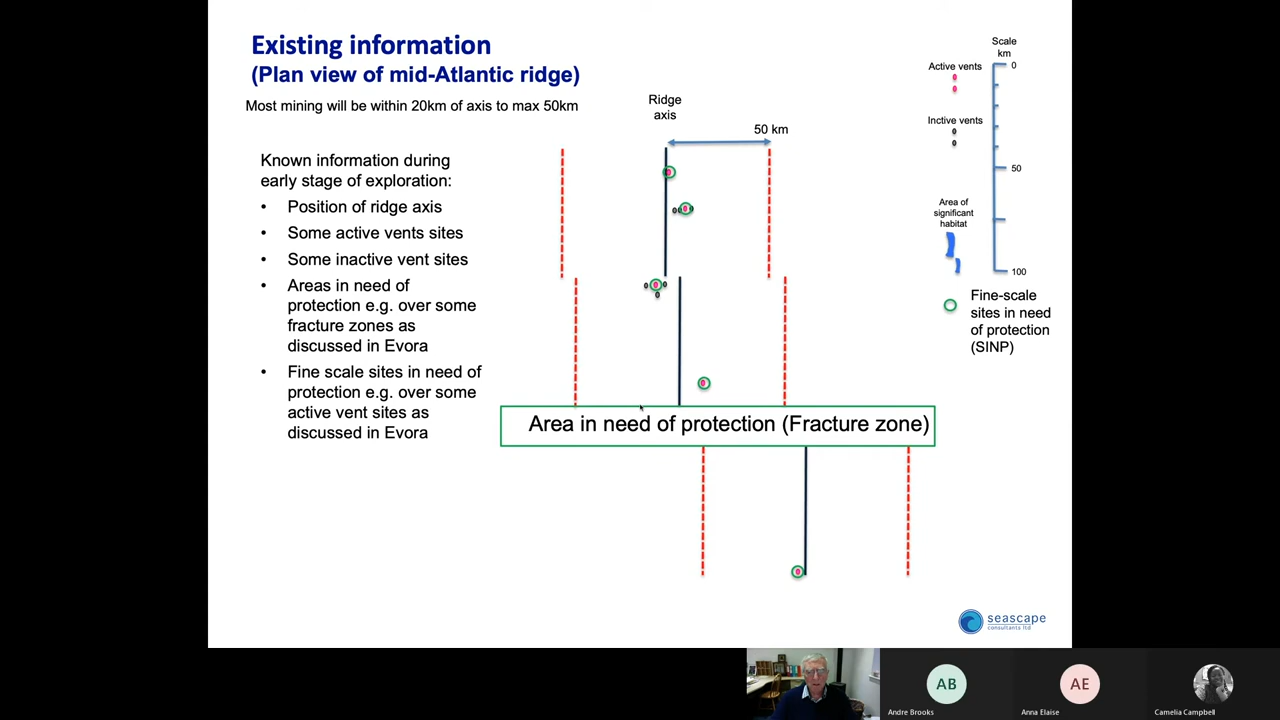 Existing information
(Plan view of mid-Atlantic ridge)
Most mining will be within 20km of axis to max 50km
Known information during
early stage of exploration:
• Position of ridge axis
• Some active vents sites
• Some inactive vent sites
• Areas in need of
protection e.g. over some
fracture zones as
discussed in Evora
• Fine scale sites in need of
protection e.g. over some
active vent sites as
discussed in Evora
Ridge
axis
50 km
Area in need of protection (Fracture zone)
Scale
km
0
50
100
Active vents
Inctive vents
Area of
significant
habitat
Fine-scale
sites in need
of protection
(SINP)
seascape
consultants ltd
AB
Andre Brooks
AE
Anna Elaise
Camelia Campbell